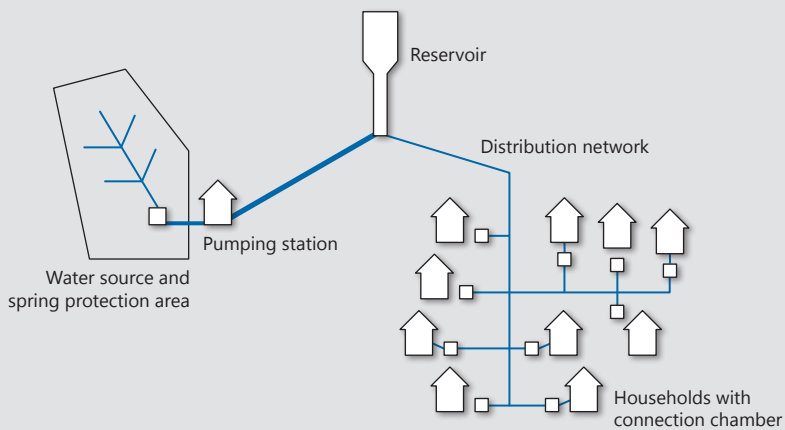 Reservoir
Distribution network
Pumping station
Water source and
spring protection area
Households with
connection chamber